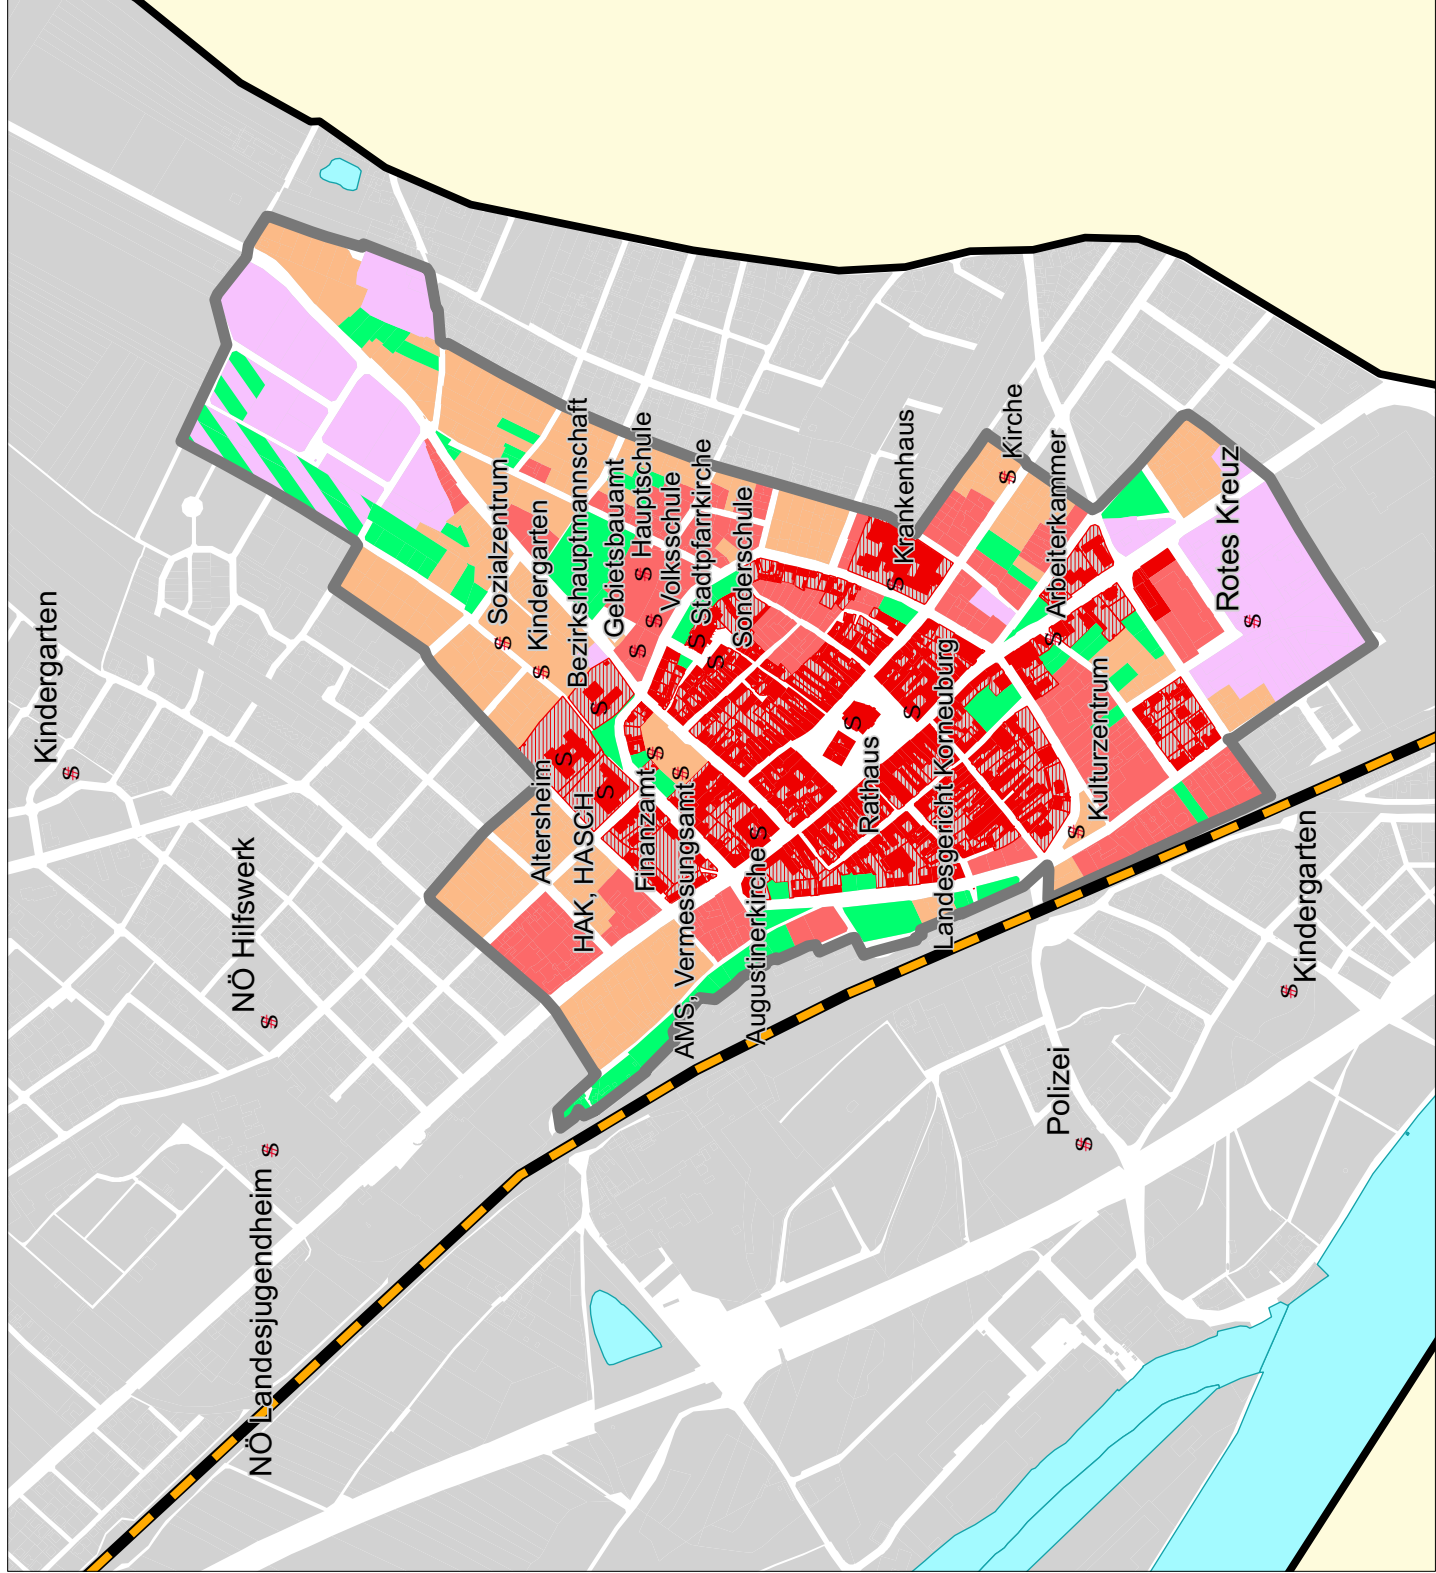 Kindergarten
NÖ Hilfswerk
NÖ Landesjugendheim
Sozialzentrum
Kindergarten
Bezirkshauptmannschaft
Gebietsbauamt
Hauptschule
Volksschule
Stadtpfarrkirche
Sonderschule
Altersheim
HAK, HASCH
Finanzamt
AMS, Vermessungsamt
Augustinerkirche
Rathaus
Krankenhaus
Landesgericht Korneuburg
Kirche
Arbeiterkammer
Kulturzentrum
Rotes Kreuz
Polizei
Kindergarten